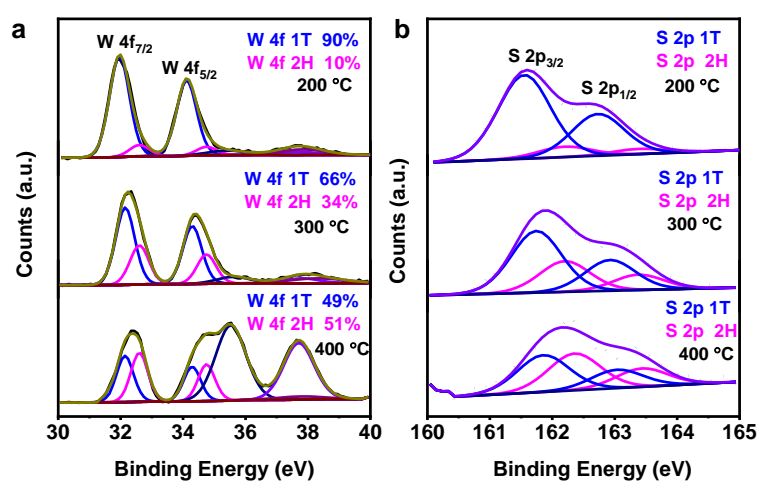 a
W 4f7/2
W 4f5/2
W 4f 1T 90%
W 4f 2H 10%
200 °C
W 4f 1T 66%
W 4f 2H 34%
300 °C
W 4f 1T 49%
W 4f 2H 51%
400 °C
Counts (a.u.)
30 32 34 36 38 40
Binding Energy (eV)
b
S 2p3/2
S 2p1/2
S 2p 1T
S 2p 2H
200 °C
S 2p 1T
S 2p 2H
300 °C
S 2p 1T
S 2p 2H
400 °C
Counts (a.u.)
160 161 162 163 164 165
Binding Energy (eV)